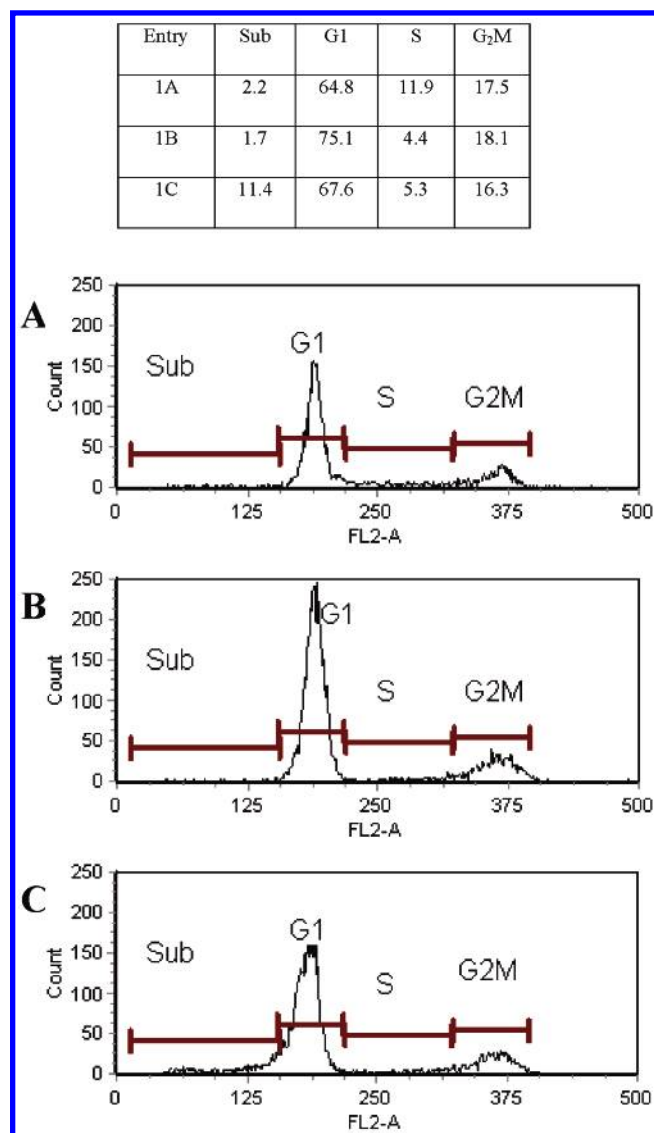 Entry Sub G1 S G₂M
1A 2.2 64.8 11.9 17.5
1B 1.7 75.1 4.4 18.1
1C 11.4 67.6 5.3 16.3
A
250
200
150
100
50
0
Count
Sub
G1
S
G2M
0 125 250 375 500
FL2-A
B
250
200
150
100
50
0
Count
Sub
G1
S
G2M
0 125 250 375 500
FL2-A
C
250
200
150
100
50
0
Count
Sub
G1
S
G2M
0 125 250 375 500
FL2-A